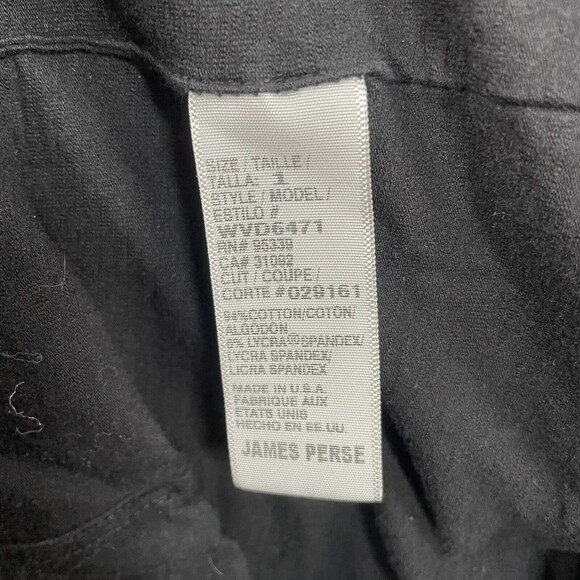 SIZE / TAILLE /
TALLA: 1
STYLE / MODEL /
ESTILO #
WVD6471
RN# 95339
CA# 31092
CUT / COUPE /
CORTE #029161
94%COTTON/COTON/
ALGODON
6% LYCRA®SPANDEX/
LYCRA SPANDEX/
LICRA SPANDEX
MADE IN U.S.A
FABRIQUE AUX
ETATS UNIS
HECHO EN EE.UU.
JAMES PERSE